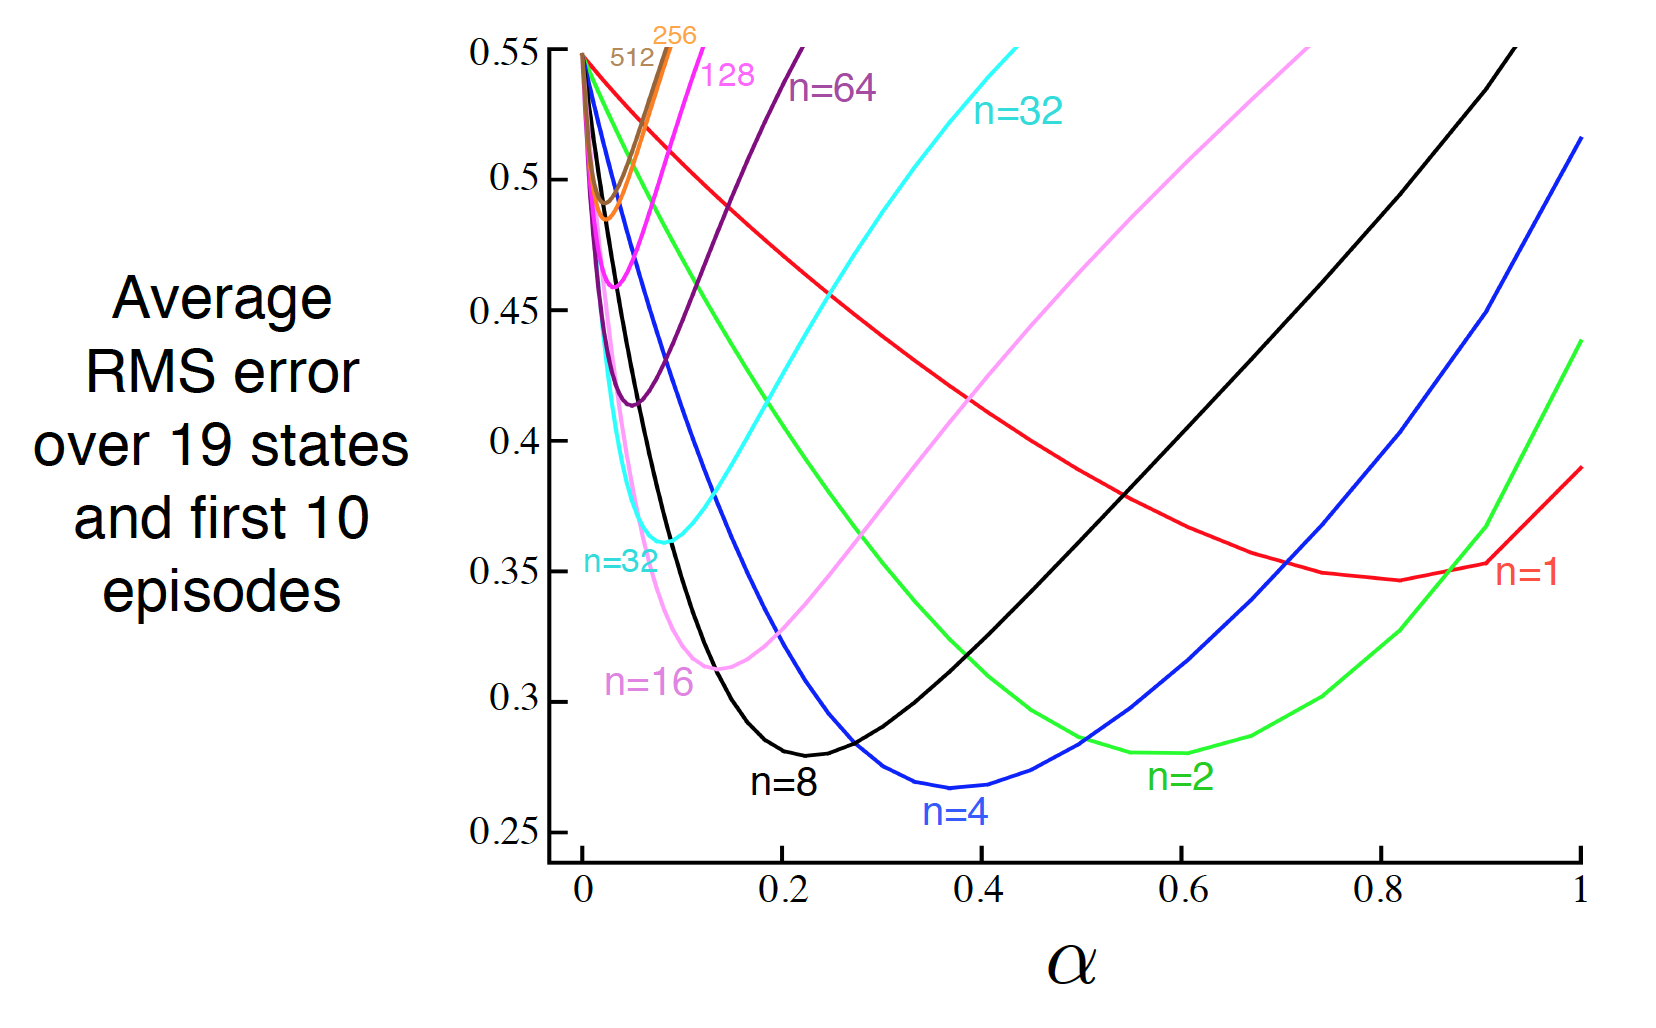 Average
RMS error
over 19 states
and first 10
episodes
0.55
0.5
0.45
0.4
0.35
0.3
0.25
256
512
128
n=64
n=32
n=32
n=16
n=8
n=4
n=2
n=1
0
0.2
0.4
0.6
0.8
1
α